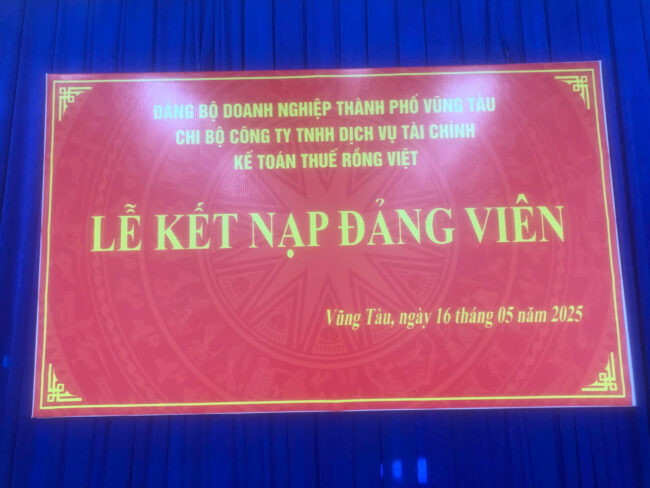 ĐẢNG BỘ DOANH NGHIỆP THÀNH PHỐ VŨNG TÀU
CHI BỘ CÔNG TY TNHH DỊCH VỤ TÀI CHÍNH
KẾ TOÁN THUẾ RỒNG VIỆT
LỄ KẾT NẠP ĐẢNG VIÊN
Vũng Tàu, ngày 16 tháng 05 năm 2025